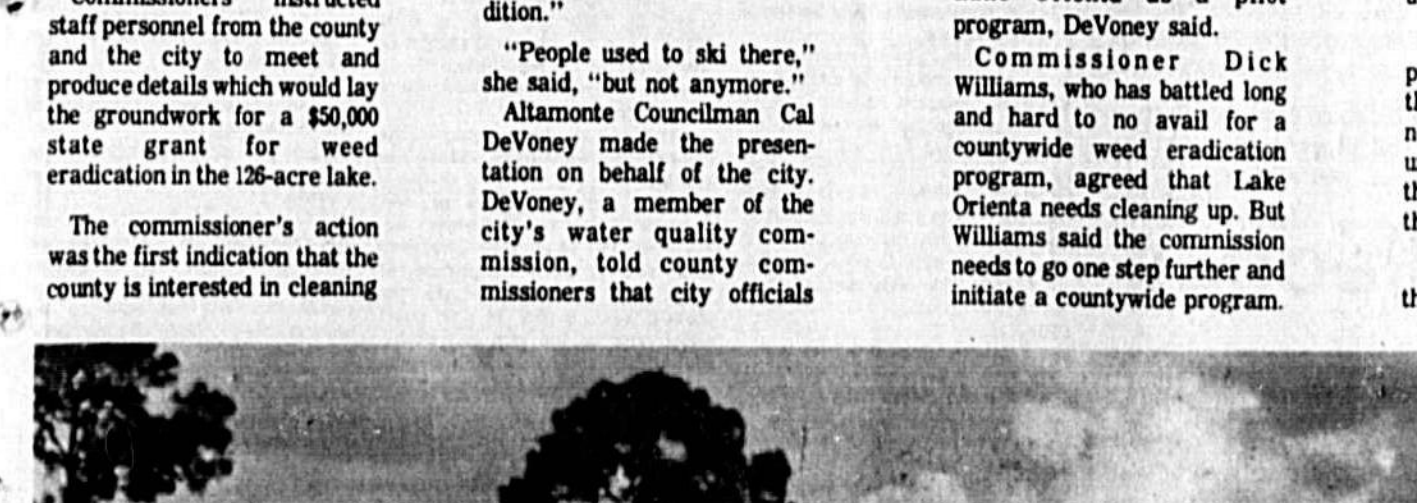 Commissioners instructed
staff personnel from the county
and the city to meet and
produce details which would lay
the groundwork for a $50,000
state grant for weed
eradication in the 126-acre lake.
The commissioner's action
was the first indication that the
county is interested in cleaning
dition."
"People used to ski there,"
she said, "but not anymore."
Altamonte Councilman Cal
DeVoney made the presen-
tation on behalf of the city.
DeVoney, a member of the
city's water quality com-
mission, told county com-
missioners that city officials
pilot
program, DeVoney said.
Commissioner Dick
Williams, who has battled long
and hard to no avail for a
countywide weed eradication
program, agreed that Lake
Orienta needs cleaning up. But
Williams said the commission
needs to go one step further and
initiate a countywide program.